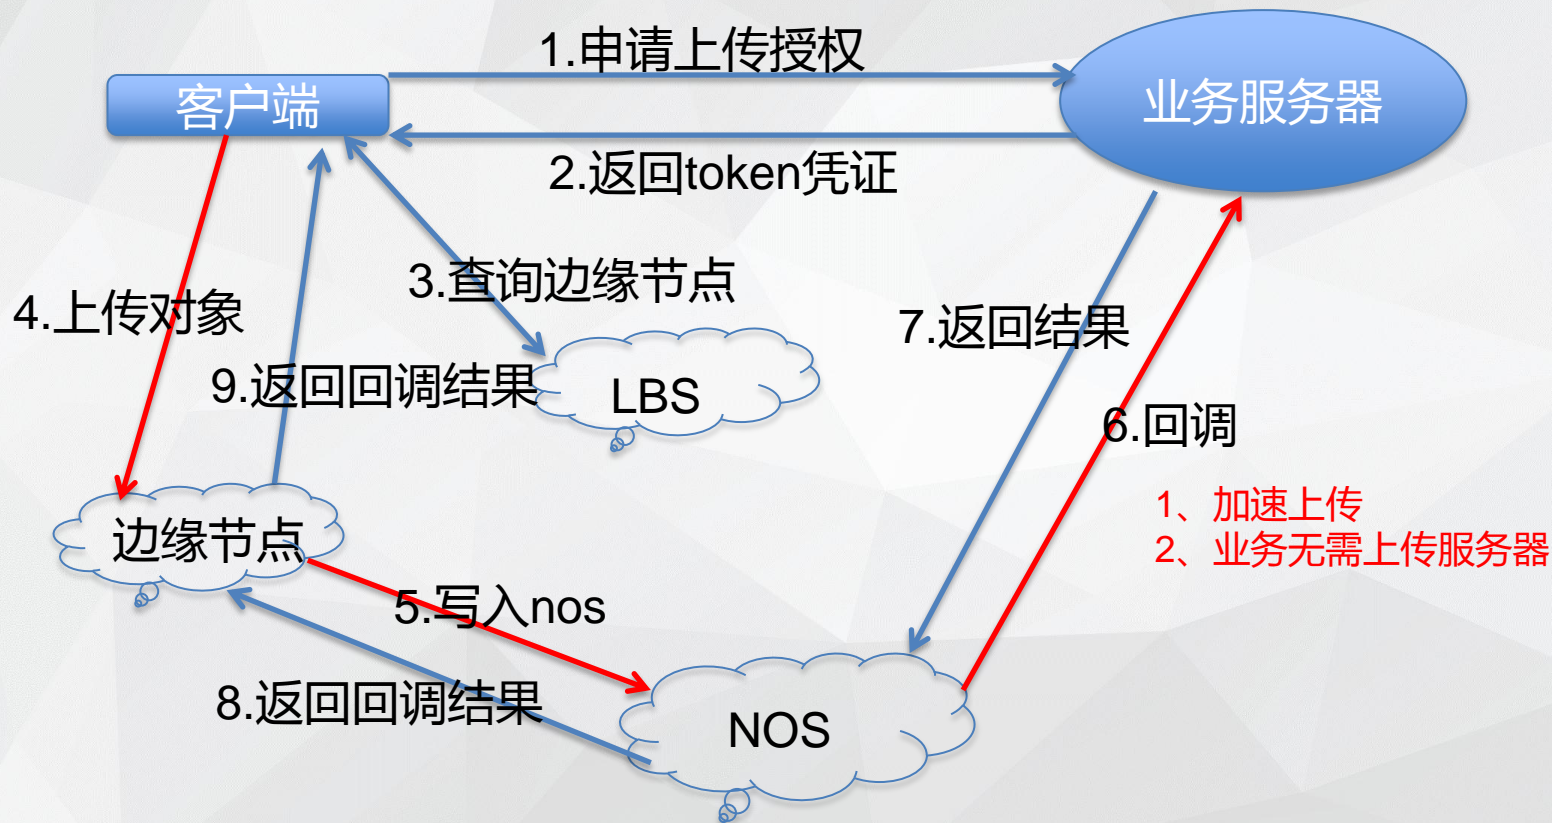 1.申请上传授权
客户端
业务服务器
2.返回token凭证
3.查询边缘节点
4.上传对象
7.返回结果
9.返回回调结果
LBS
6.回调
1、加速上传
2、业务无需上传服务器
边缘节点
5.写入nos
8.返回回调结果
NOS